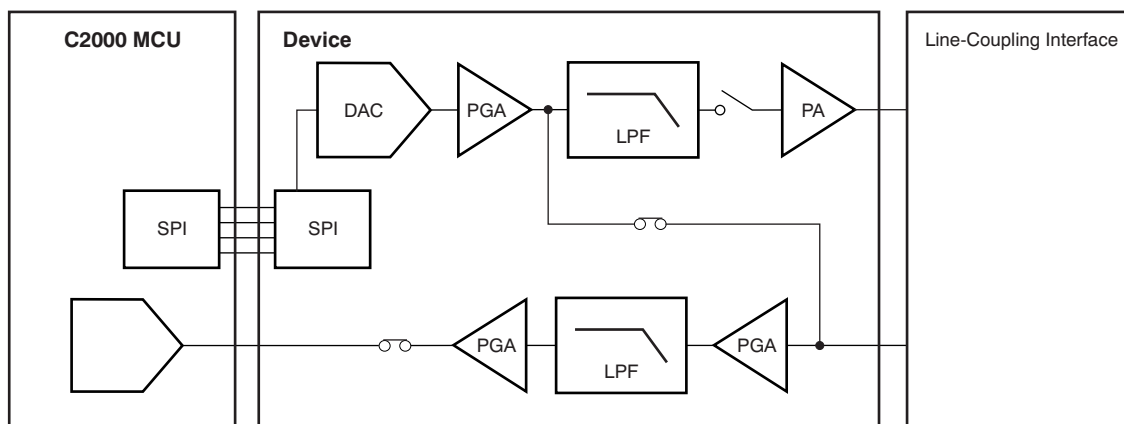 C2000 MCU
Device
Line-Coupling Interface
DAC
PGA
LPF
PA
SPI
SPI
PGA
LPF
PGA